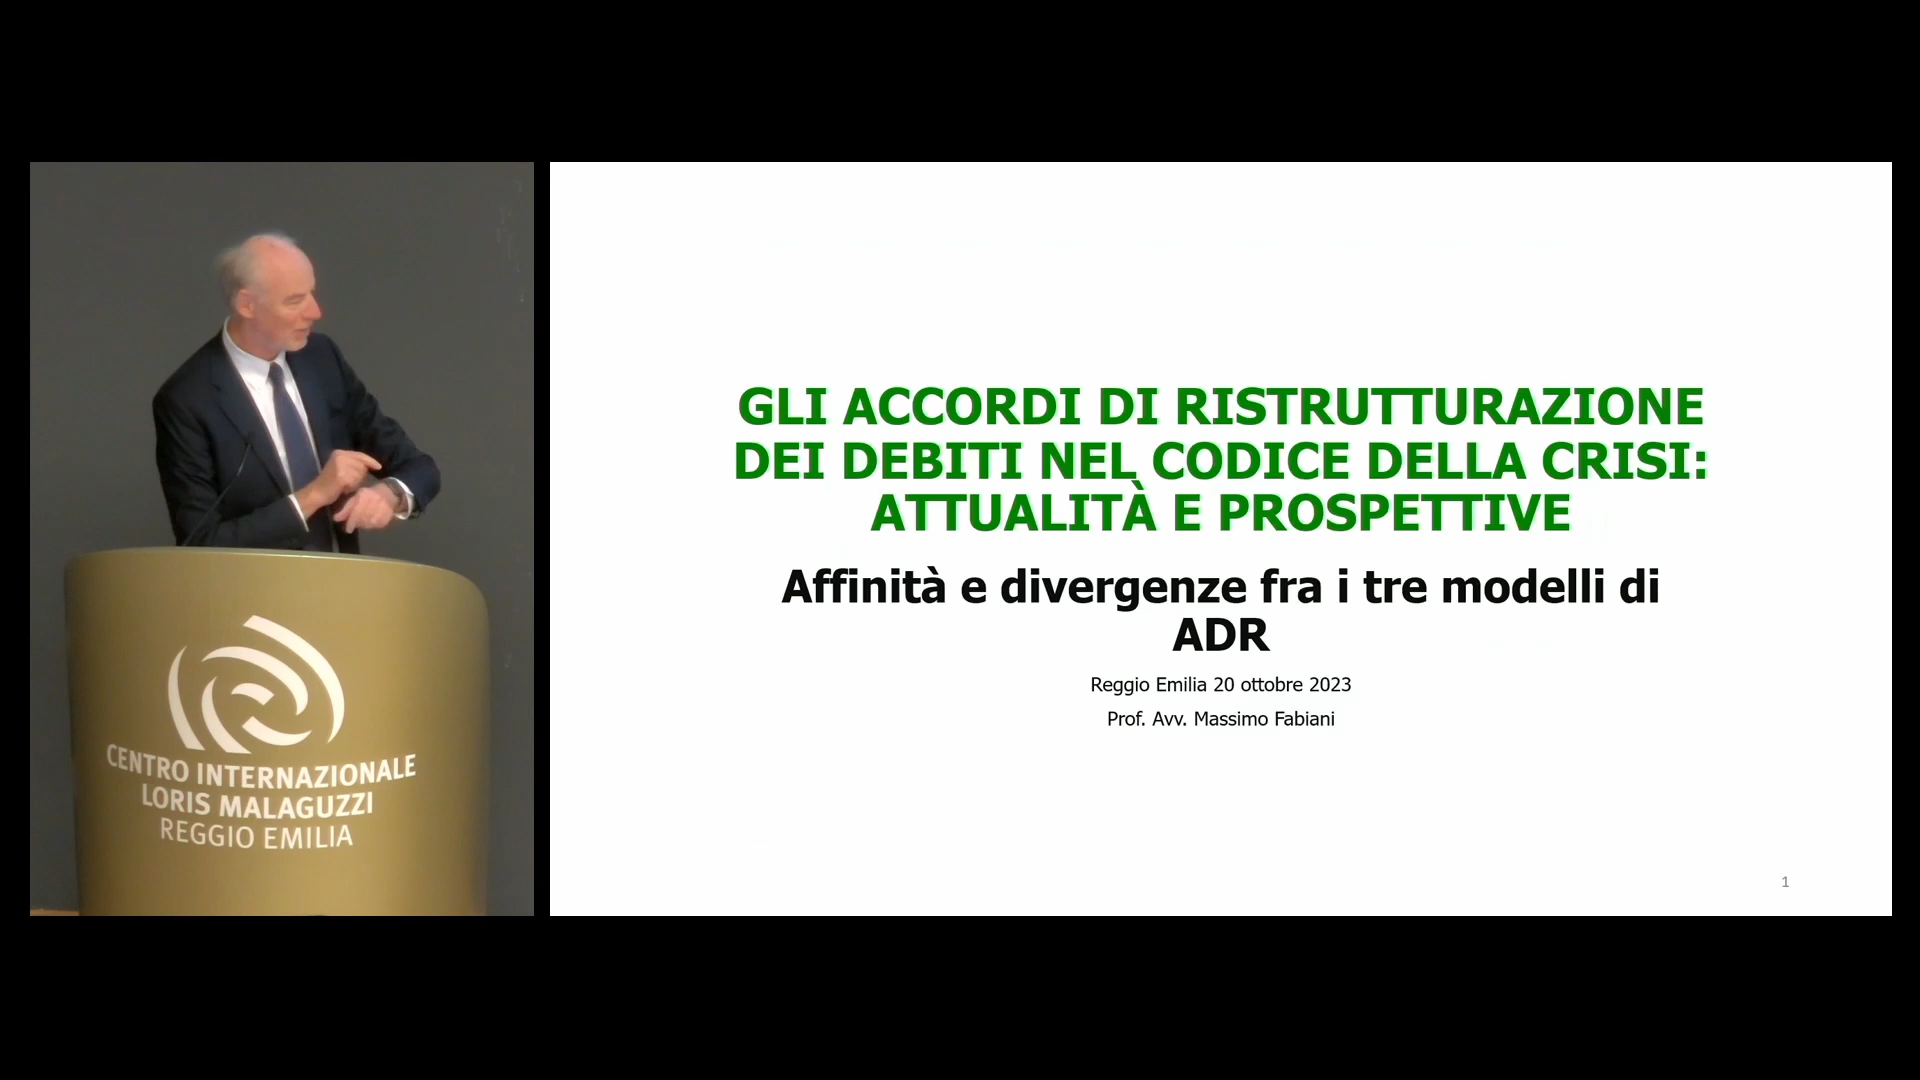 GLI ACCORDI DI RISTRUTTURAZIONE
DEI DEBITI NEL CODICE DELLA CRISI:
ATTUALITÀ E PROSPETTIVE
Affinità e divergenze fra i tre modelli di
ADR
Reggio Emilia 20 ottobre 2023
Prof. Avv. Massimo Fabiani
1
CENTRO INTERNAZIONALE
LORIS MALAGUZZI
REGGIO EMILIA